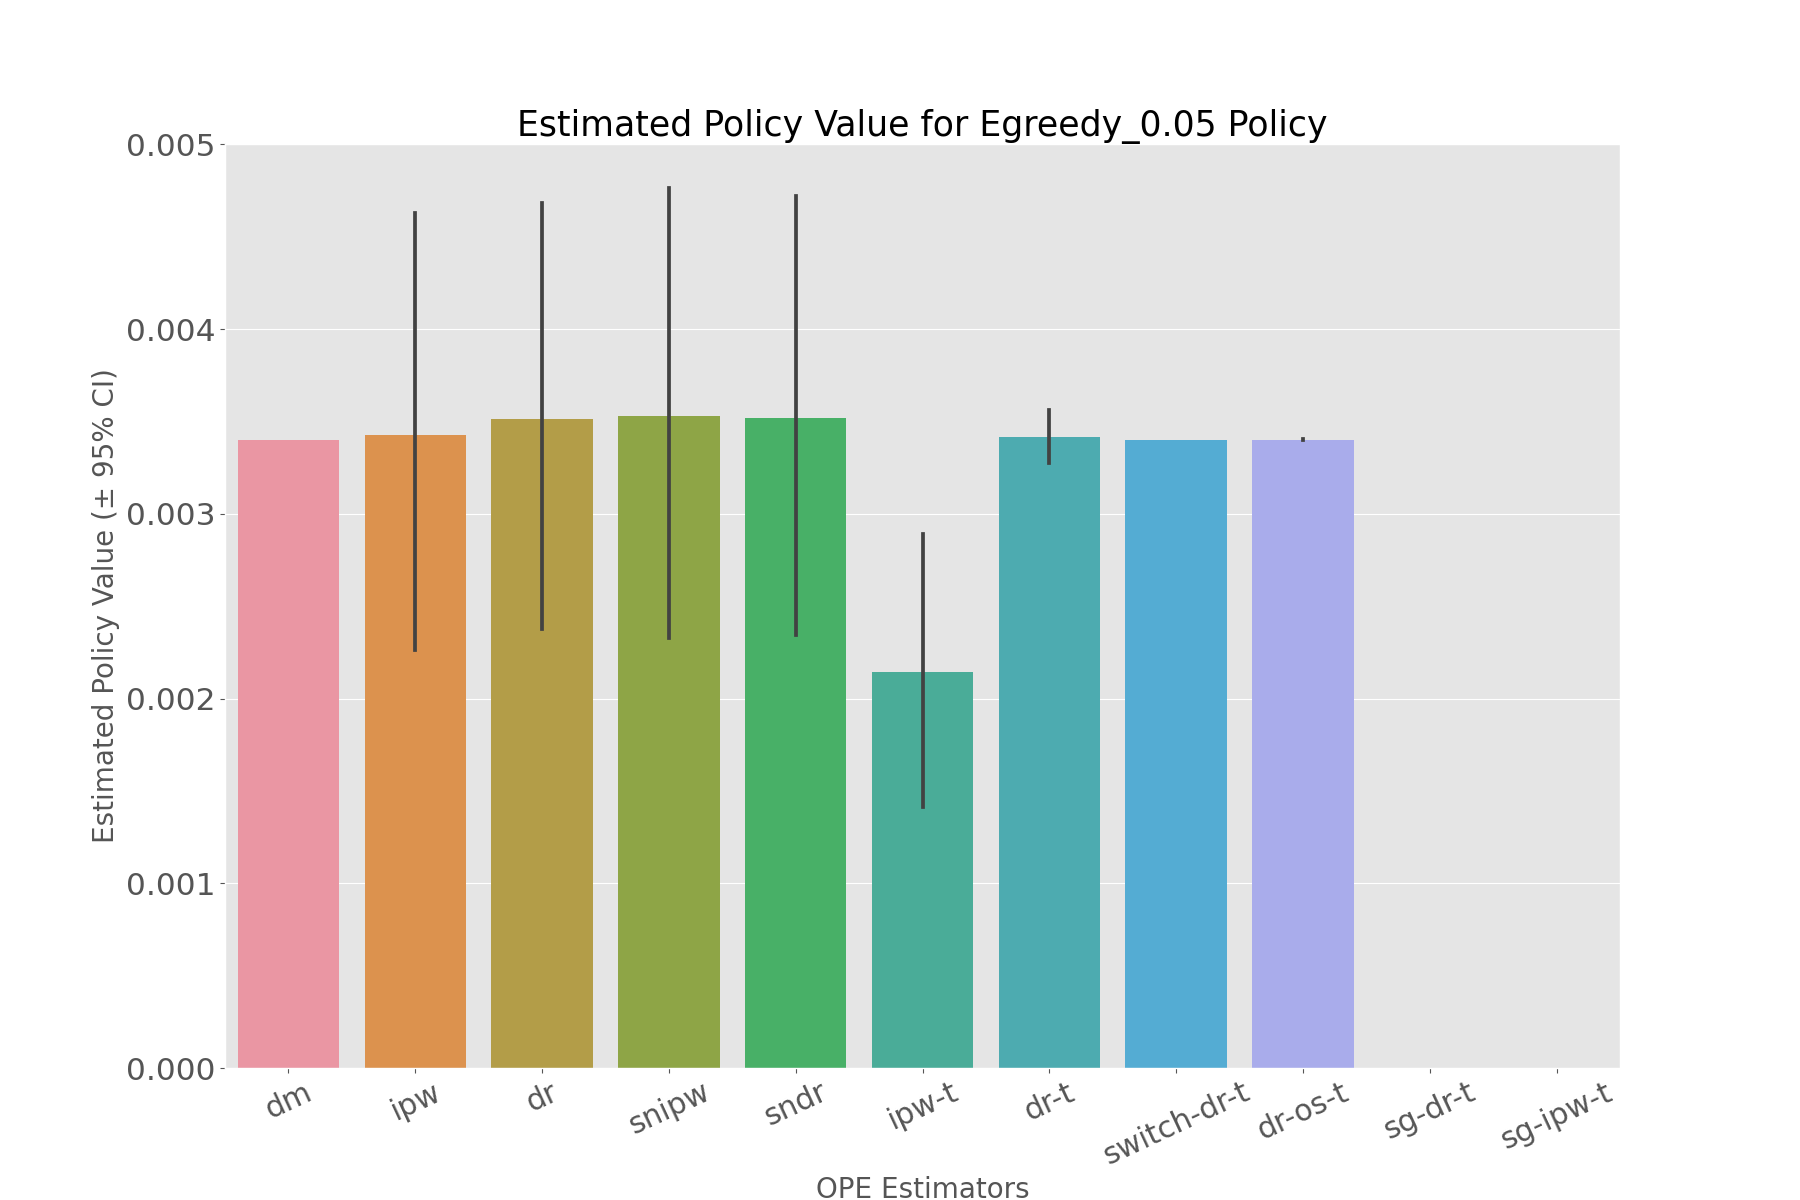 Estimated Policy Value for Egreedy_0.05 Policy
0.005
0.004
0.003
0.002
0.001
0.000
Estimated Policy Value (± 95% CI)
dm
ipw
dr
snipw
sndr
ipw-t
dr-t
switch-dr-t
dr-os-t
sg-dr-t
sg-ipw-t
OPE Estimators